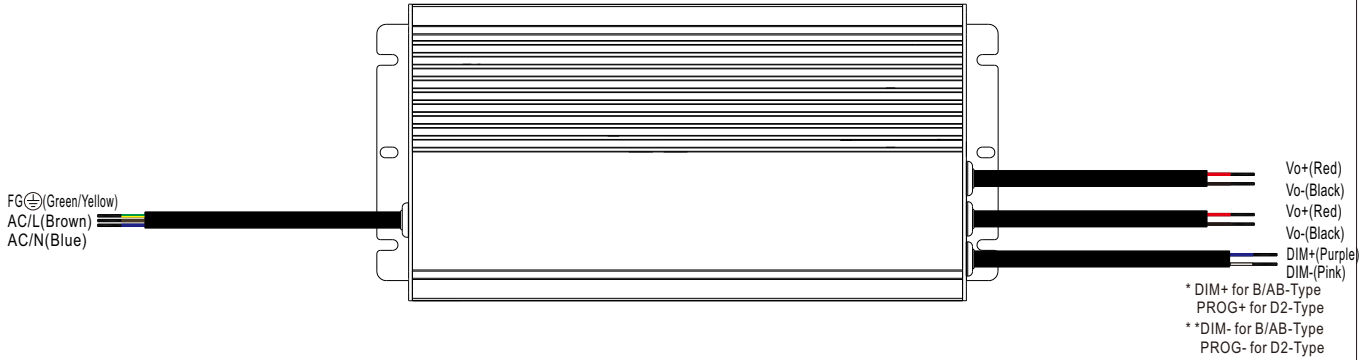 FG⏚(Green/Yellow)
AC/L(Brown)
AC/N(Blue)
Vo+(Red)
Vo-(Black)
Vo+(Red)
Vo-(Black)
DIM+(Purple)
DIM-(Pink)
* DIM+ for B/AB-Type
PROG+ for D2-Type
* *DIM- for B/AB-Type
PROG- for D2-Type